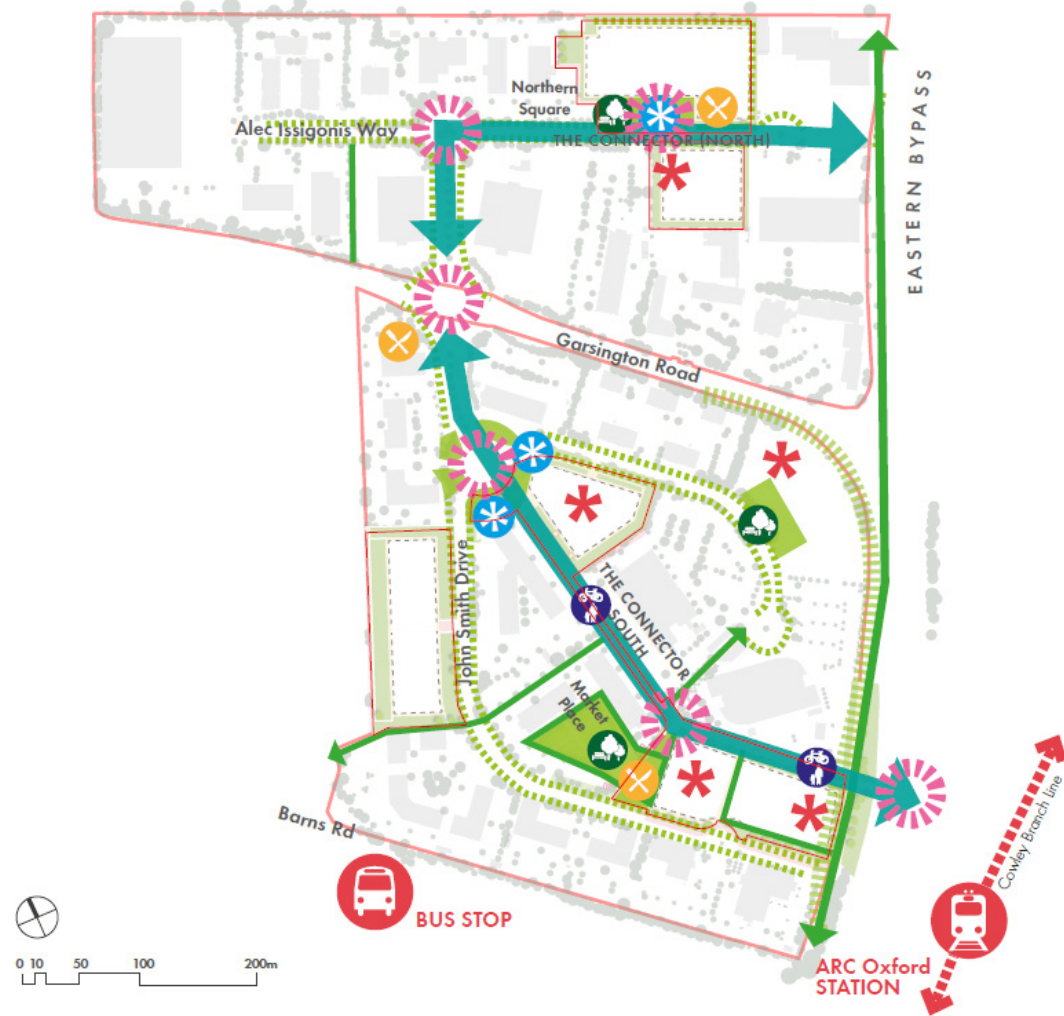 Northern
Square
Alec Issigonis Way
THE CONNECTOR (NORTH)
EASTERN BYPASS
Garsington Road
John Smith Drive
THE CONNECTOR
SOUTH
Market
Place
Barns Rd
Cowley Branch line
BUS STOP
ARC Oxford
STATION
0 10 50 100 200m